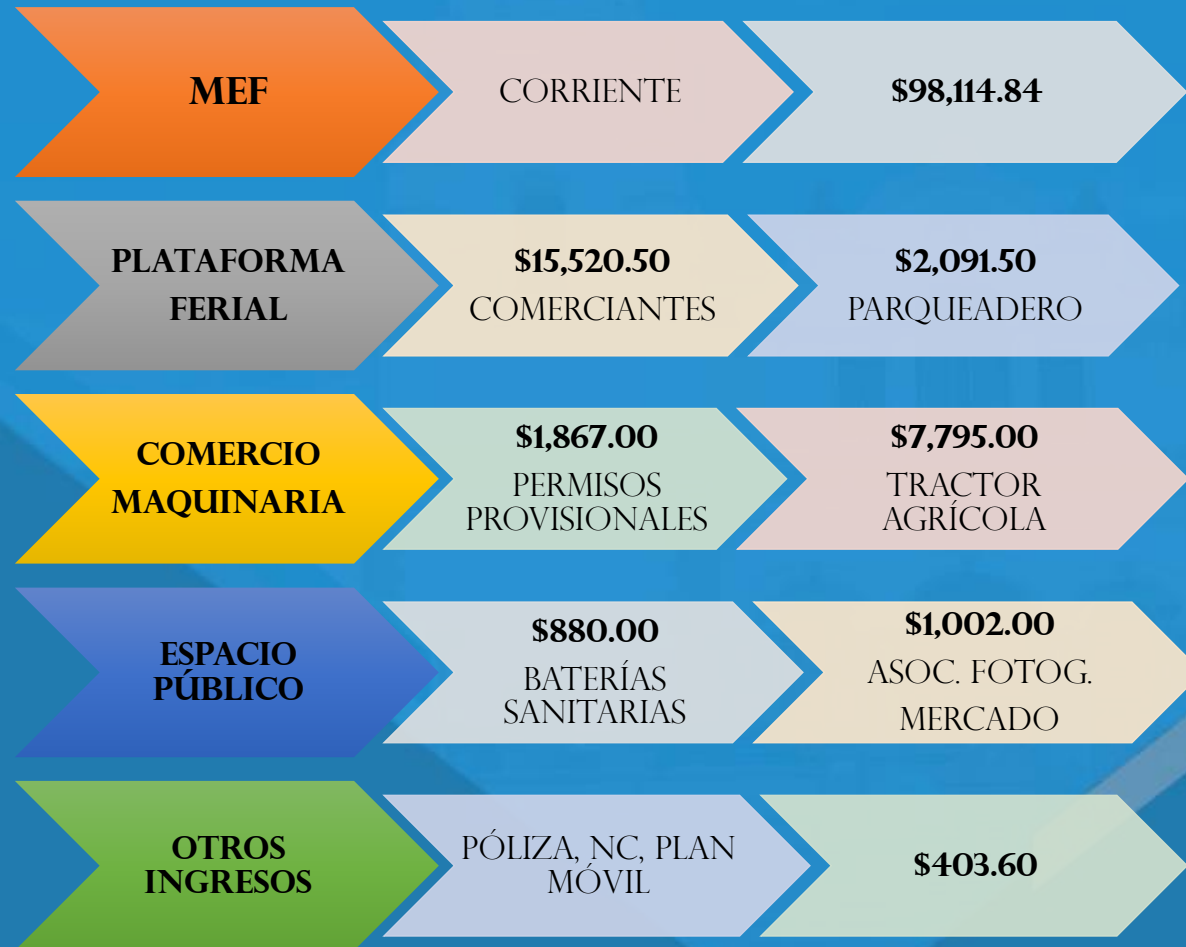 MEF
CORRIENTE
$98,114.84
PLATAFORMA
FERIAL
$15,520.50
COMERCIANTES
$2,091.50
PARQUEADERO
COMERCIO
MAQUINARIA
$1,867.00
PERMISOS
PROVISIONALES
$7,795.00
TRACTOR
AGRÍCOLA
ESPACIO
PÚBLICO
$880.00
BATERÍAS
SANITARIAS
$1,002.00
ASOC. FOTOG.
MERCADO
OTROS
INGRESOS
PÓLIZA, NC, PLAN
MÓVIL
$403.60